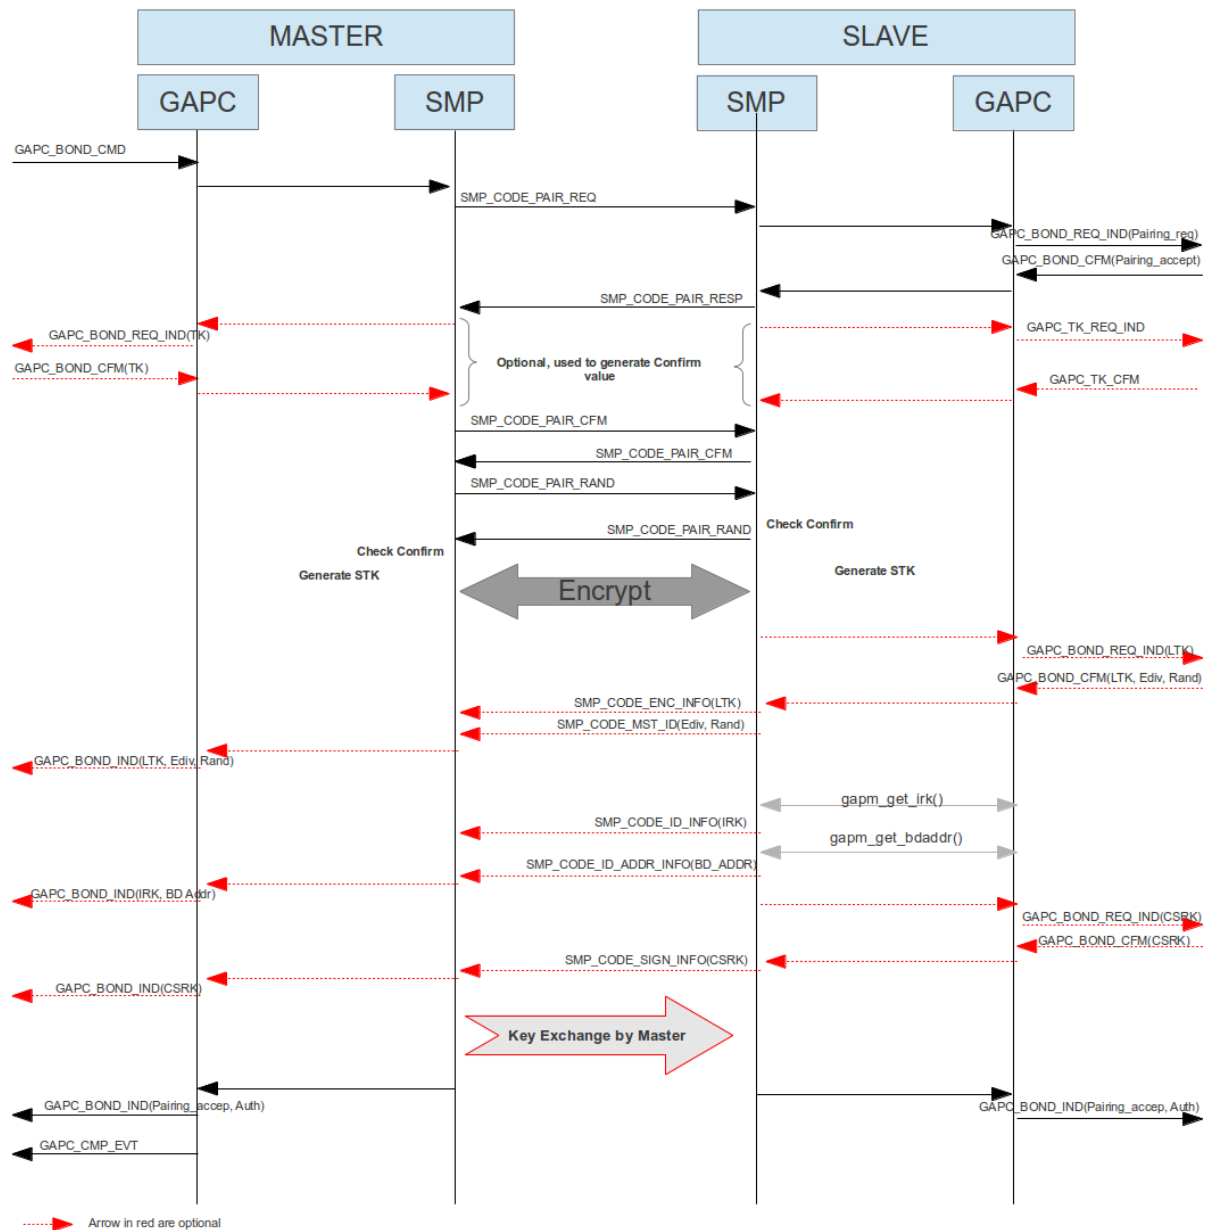 MASTER
SLAVE
GAPC
SMP
SMP
GAPC
GAPC_BOND_CMD
SMP_CODE_PAIR_REQ
GAPC_BOND_REQ_IND(Pairing_req)
GAPC_BOND_CFM(Pairing_accept)
SMP_CODE_PAIR_RESP
GAPC_BOND_REQ_IND(TK)
GAPC_TK_REQ_IND
Optional, used to generate Confirm
value
GAPC_BOND_CFM(TK)
GAPC_TK_CFM
SMP_CODE_PAIR_CFM
SMP_CODE_PAIR_CFM
SMP_CODE_PAIR_RAND
SMP_CODE_PAIR_RAND
Check Confirm
Check Confirm
Generate STK
Generate STK
Encrypt
GAPC_BOND_REQ_IND(LTK)
GAPC_BOND_CFM(LTK, Ediv, Rand)
SMP_CODE_ENC_INFO(LTK)
SMP_CODE_MST_ID(Ediv, Rand)
GAPC_BOND_IND(LTK, Ediv, Rand)
gapm_get_irk()
SMP_CODE_ID_INFO(IRK)
gapm_get_bdaddr()
SMP_CODE_ID_ADDR_INFO(BD_ADDR)
GAPC_BOND_IND(IRK, BD Addr)
GAPC_BOND_REQ_IND(CSRK)
GAPC_BOND_CFM(CSRK)
SMP_CODE_SIGN_INFO(CSRK)
GAPC_BOND_IND(CSRK)
Key Exchange by Master
GAPC_BOND_IND(Pairing_accep, Auth)
GAPC_BOND_IND(Pairing_accep, Auth)
GAPC_CMP_EVT
Arrow in red are optional